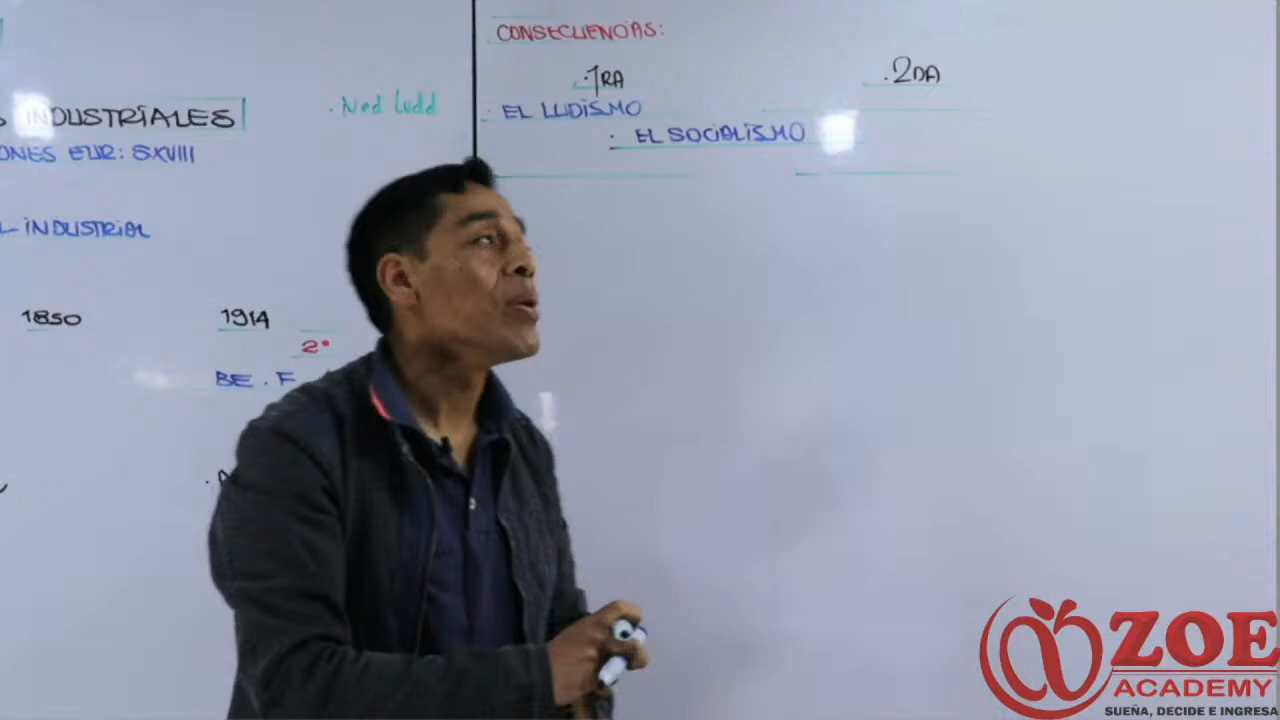 INDUSTRIALES
EUR: SXVIII
INDUSTRIAL
1850
1914
2°
BE. F
. Ned Ludd
CONSECUENCIAS:
.1RA
. EL LUDISMO
. EL SOCIALISMO
.2DA
ZOE
ACADEMY
SUEÑA, DECIDE E INGRESA